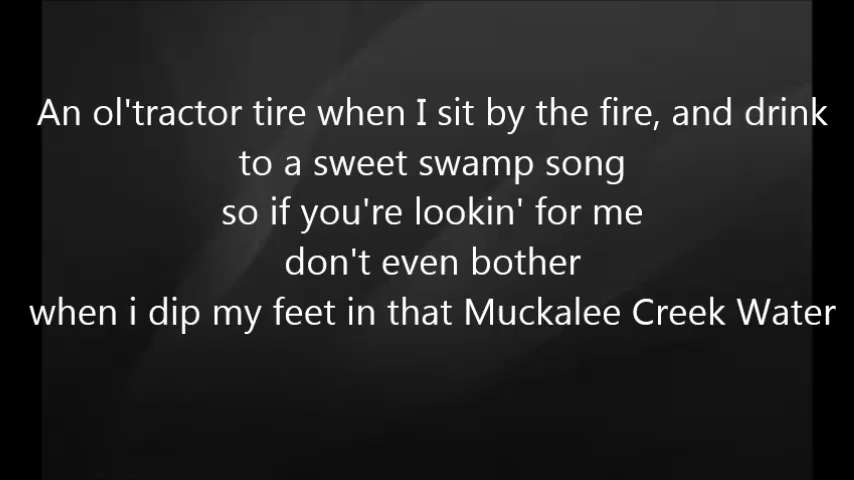 An ol'tractor tire when I sit by the fire, and drink
to a sweet swamp song
so if you're lookin' for me
don't even bother
when i dip my feet in that Muckalee Creek Water